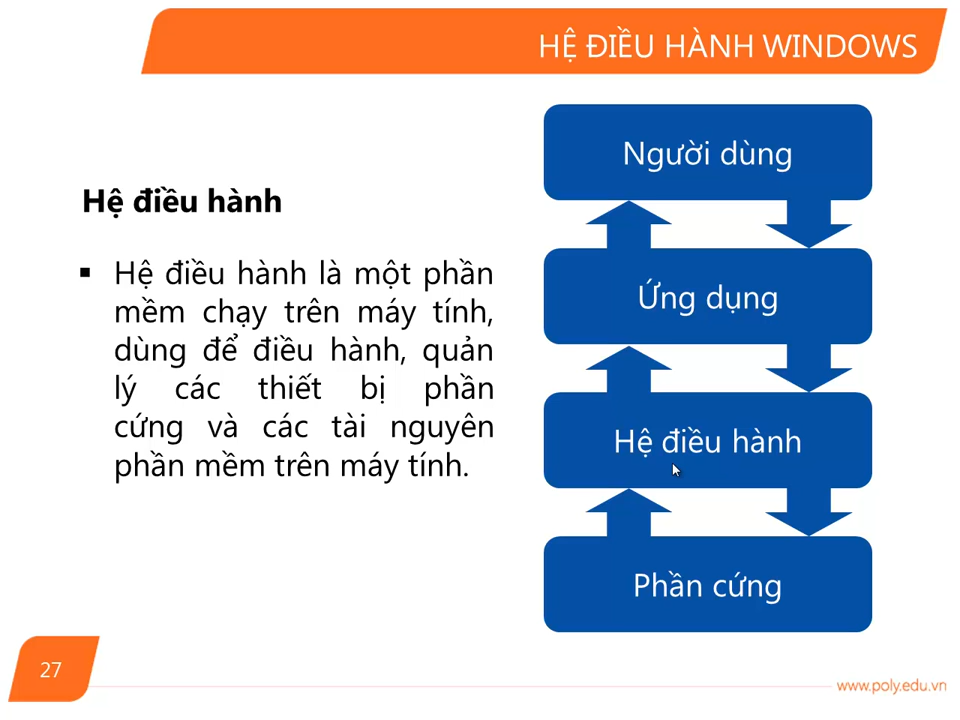 HỆ ĐIỀU HÀNH WINDOWS
Hệ điều hành
Hệ điều hành là một phần
mềm chạy trên máy tính,
dùng để điều hành, quản
lý các thiết bị phần
cứng và các tài nguyên
phần mềm trên máy tính.
Người dùng
Ứng dụng
Hệ điều hành
Phần cứng
27
www.poly.edu.vn